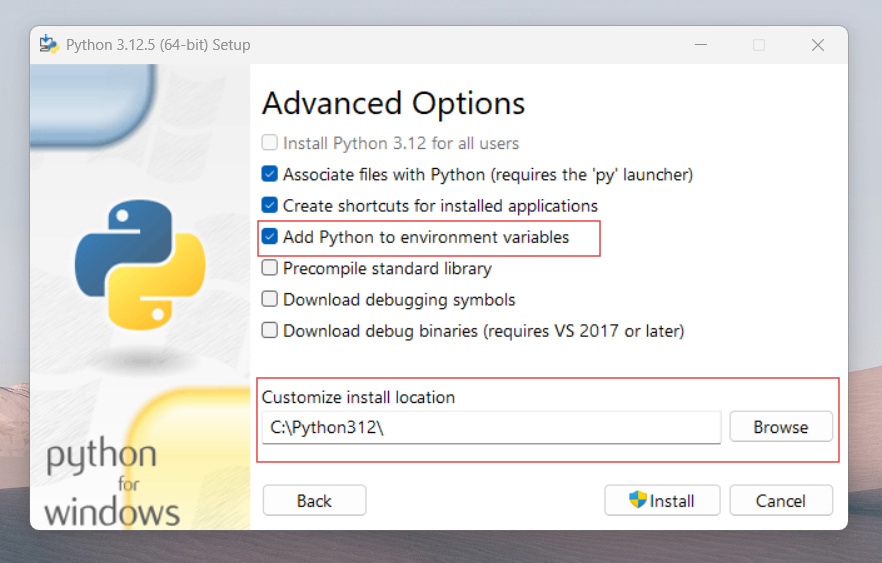 Python 3.12.5 (64-bit) Setup
Advanced Options
Install Python 3.12 for all users
Associate files with Python (requires the 'py' launcher)
Create shortcuts for installed applications
Add Python to environment variables
Precompile standard library
Download debugging symbols
Download debug binaries (requires VS 2017 or later)
Customize install location
C:\Python312\
Browse
python
for
windows
Back
Install
Cancel